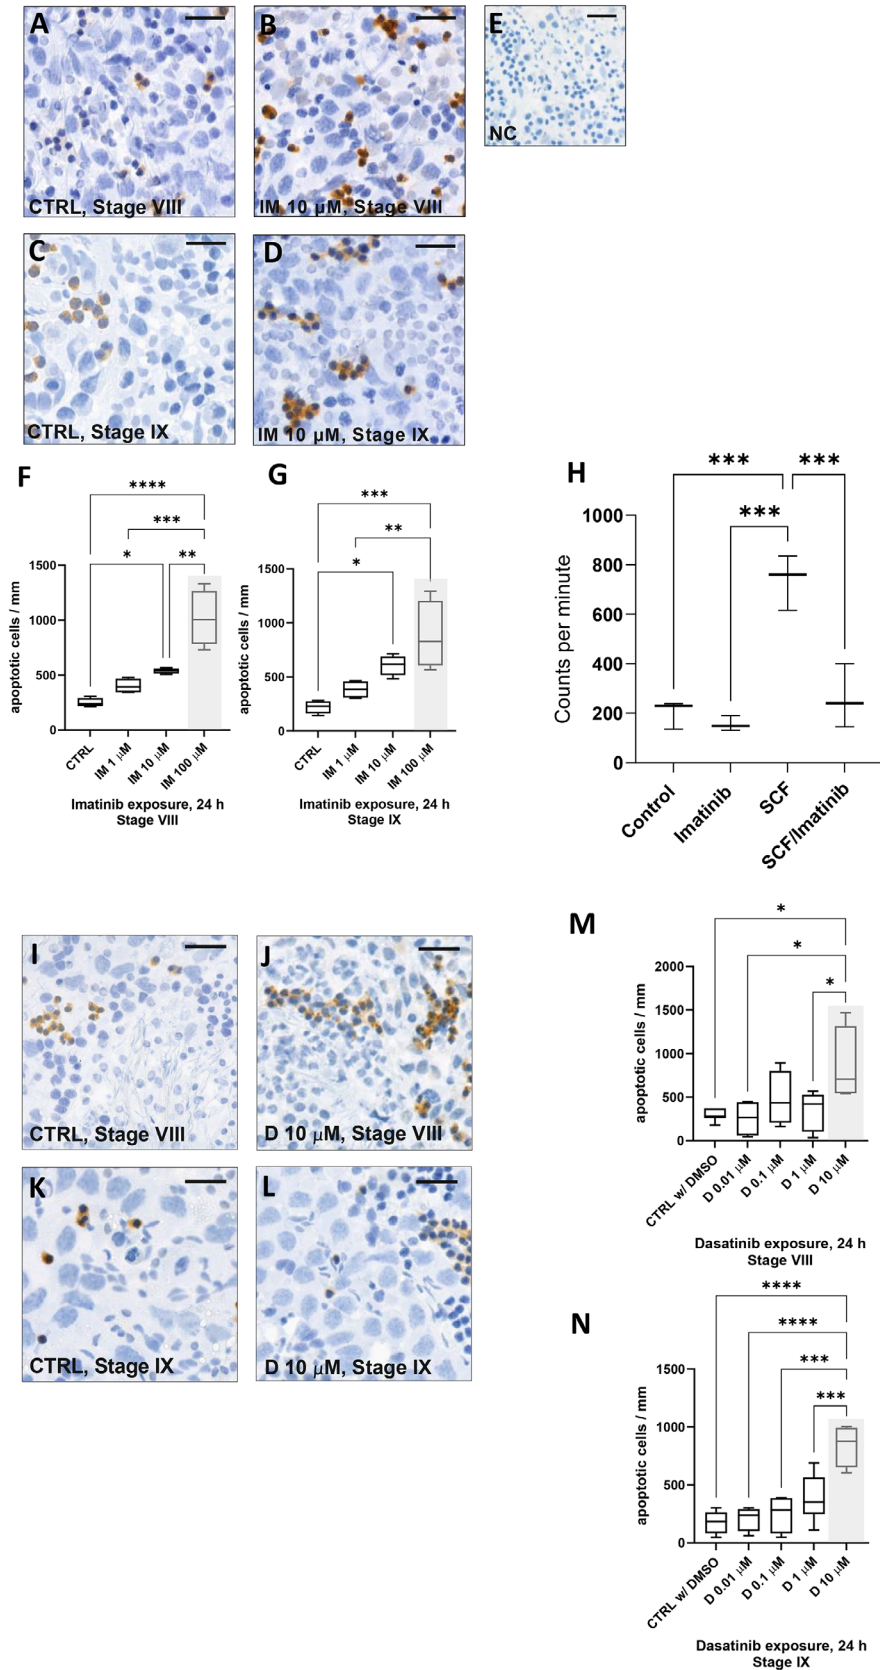 A
CTRL, Stage VIII
B
IM 10 µM, Stage VIII
E
NC
C
CTRL, Stage IX
D
IM 10 µM, Stage IX
F
****
***
*
**
1500
1000
500
0
apoptotic cells / mm
CTRL
IM 1 µM
IM 10 µM
IM 100 µM
Imatinib exposure, 24 h
Stage VIII
G
***
**
*
1500
1000
500
0
apoptotic cells / mm
CTRL
IM 1 µM
IM 10 µM
IM 100 µM
Imatinib exposure, 24 h
Stage IX
H
***
***
***
1000
800
600
400
200
0
Counts per minute
Control
Imatinib
SCF
SCF/Imatinib
I
CTRL, Stage VIII
J
D 10 µM, Stage VIII
K
CTRL, Stage IX
L
D 10 µM, Stage IX
M
*
*
*
2000
1500
1000
500
0
apoptotic cells / mm
CTRL w/ DMSO
D 0.01 µM
D 0.1 µM
D 1 µM
D 10 µM
Dasatinib exposure, 24 h
Stage VIII
N
****
****
***
***
1500
1000
500
0
apoptotic cells / mm
CTRL w/ DMSO
D 0.01 µM
D 0.1 µM
D 1 µM
D 10 µM
Dasatinib exposure, 24 h
Stage IX